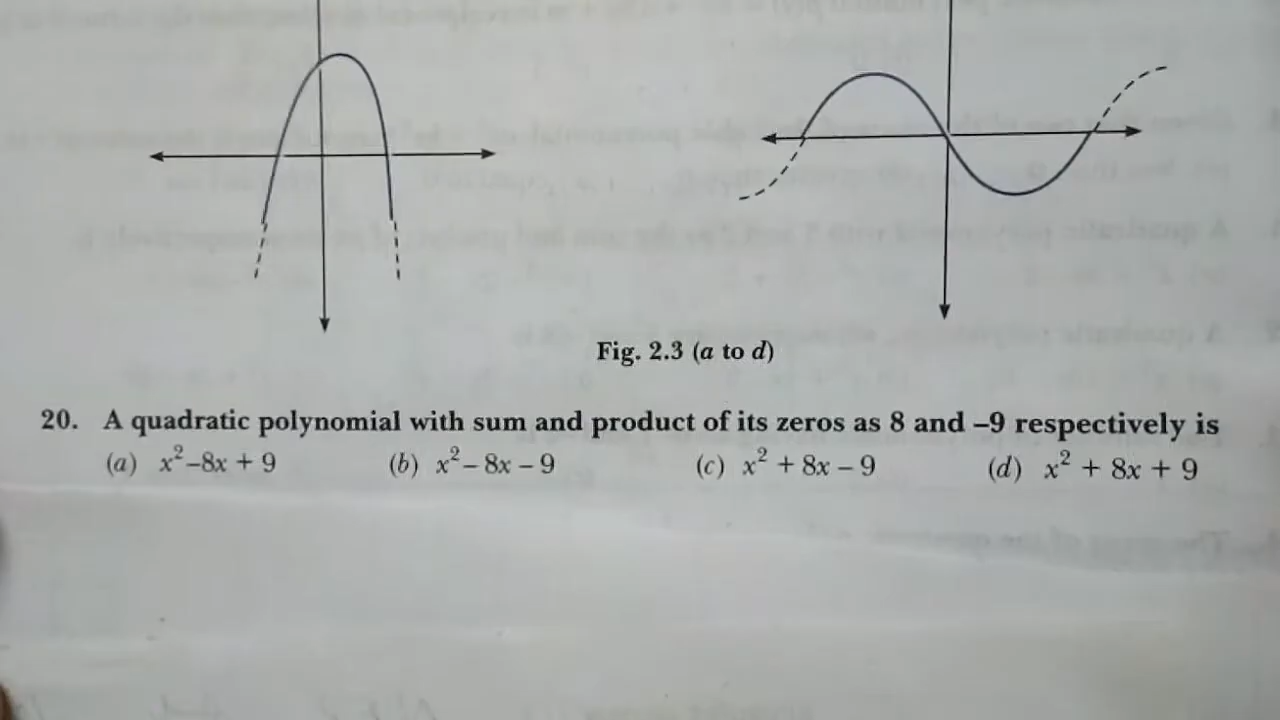 Fig. 2.3 (a to d)
20. A quadratic polynomial with sum and product of its zeros as 8 and –9 respectively is
(a) x²–8x + 9 (b) x² – 8x – 9 (c) x² + 8x – 9 (d) x² + 8x + 9